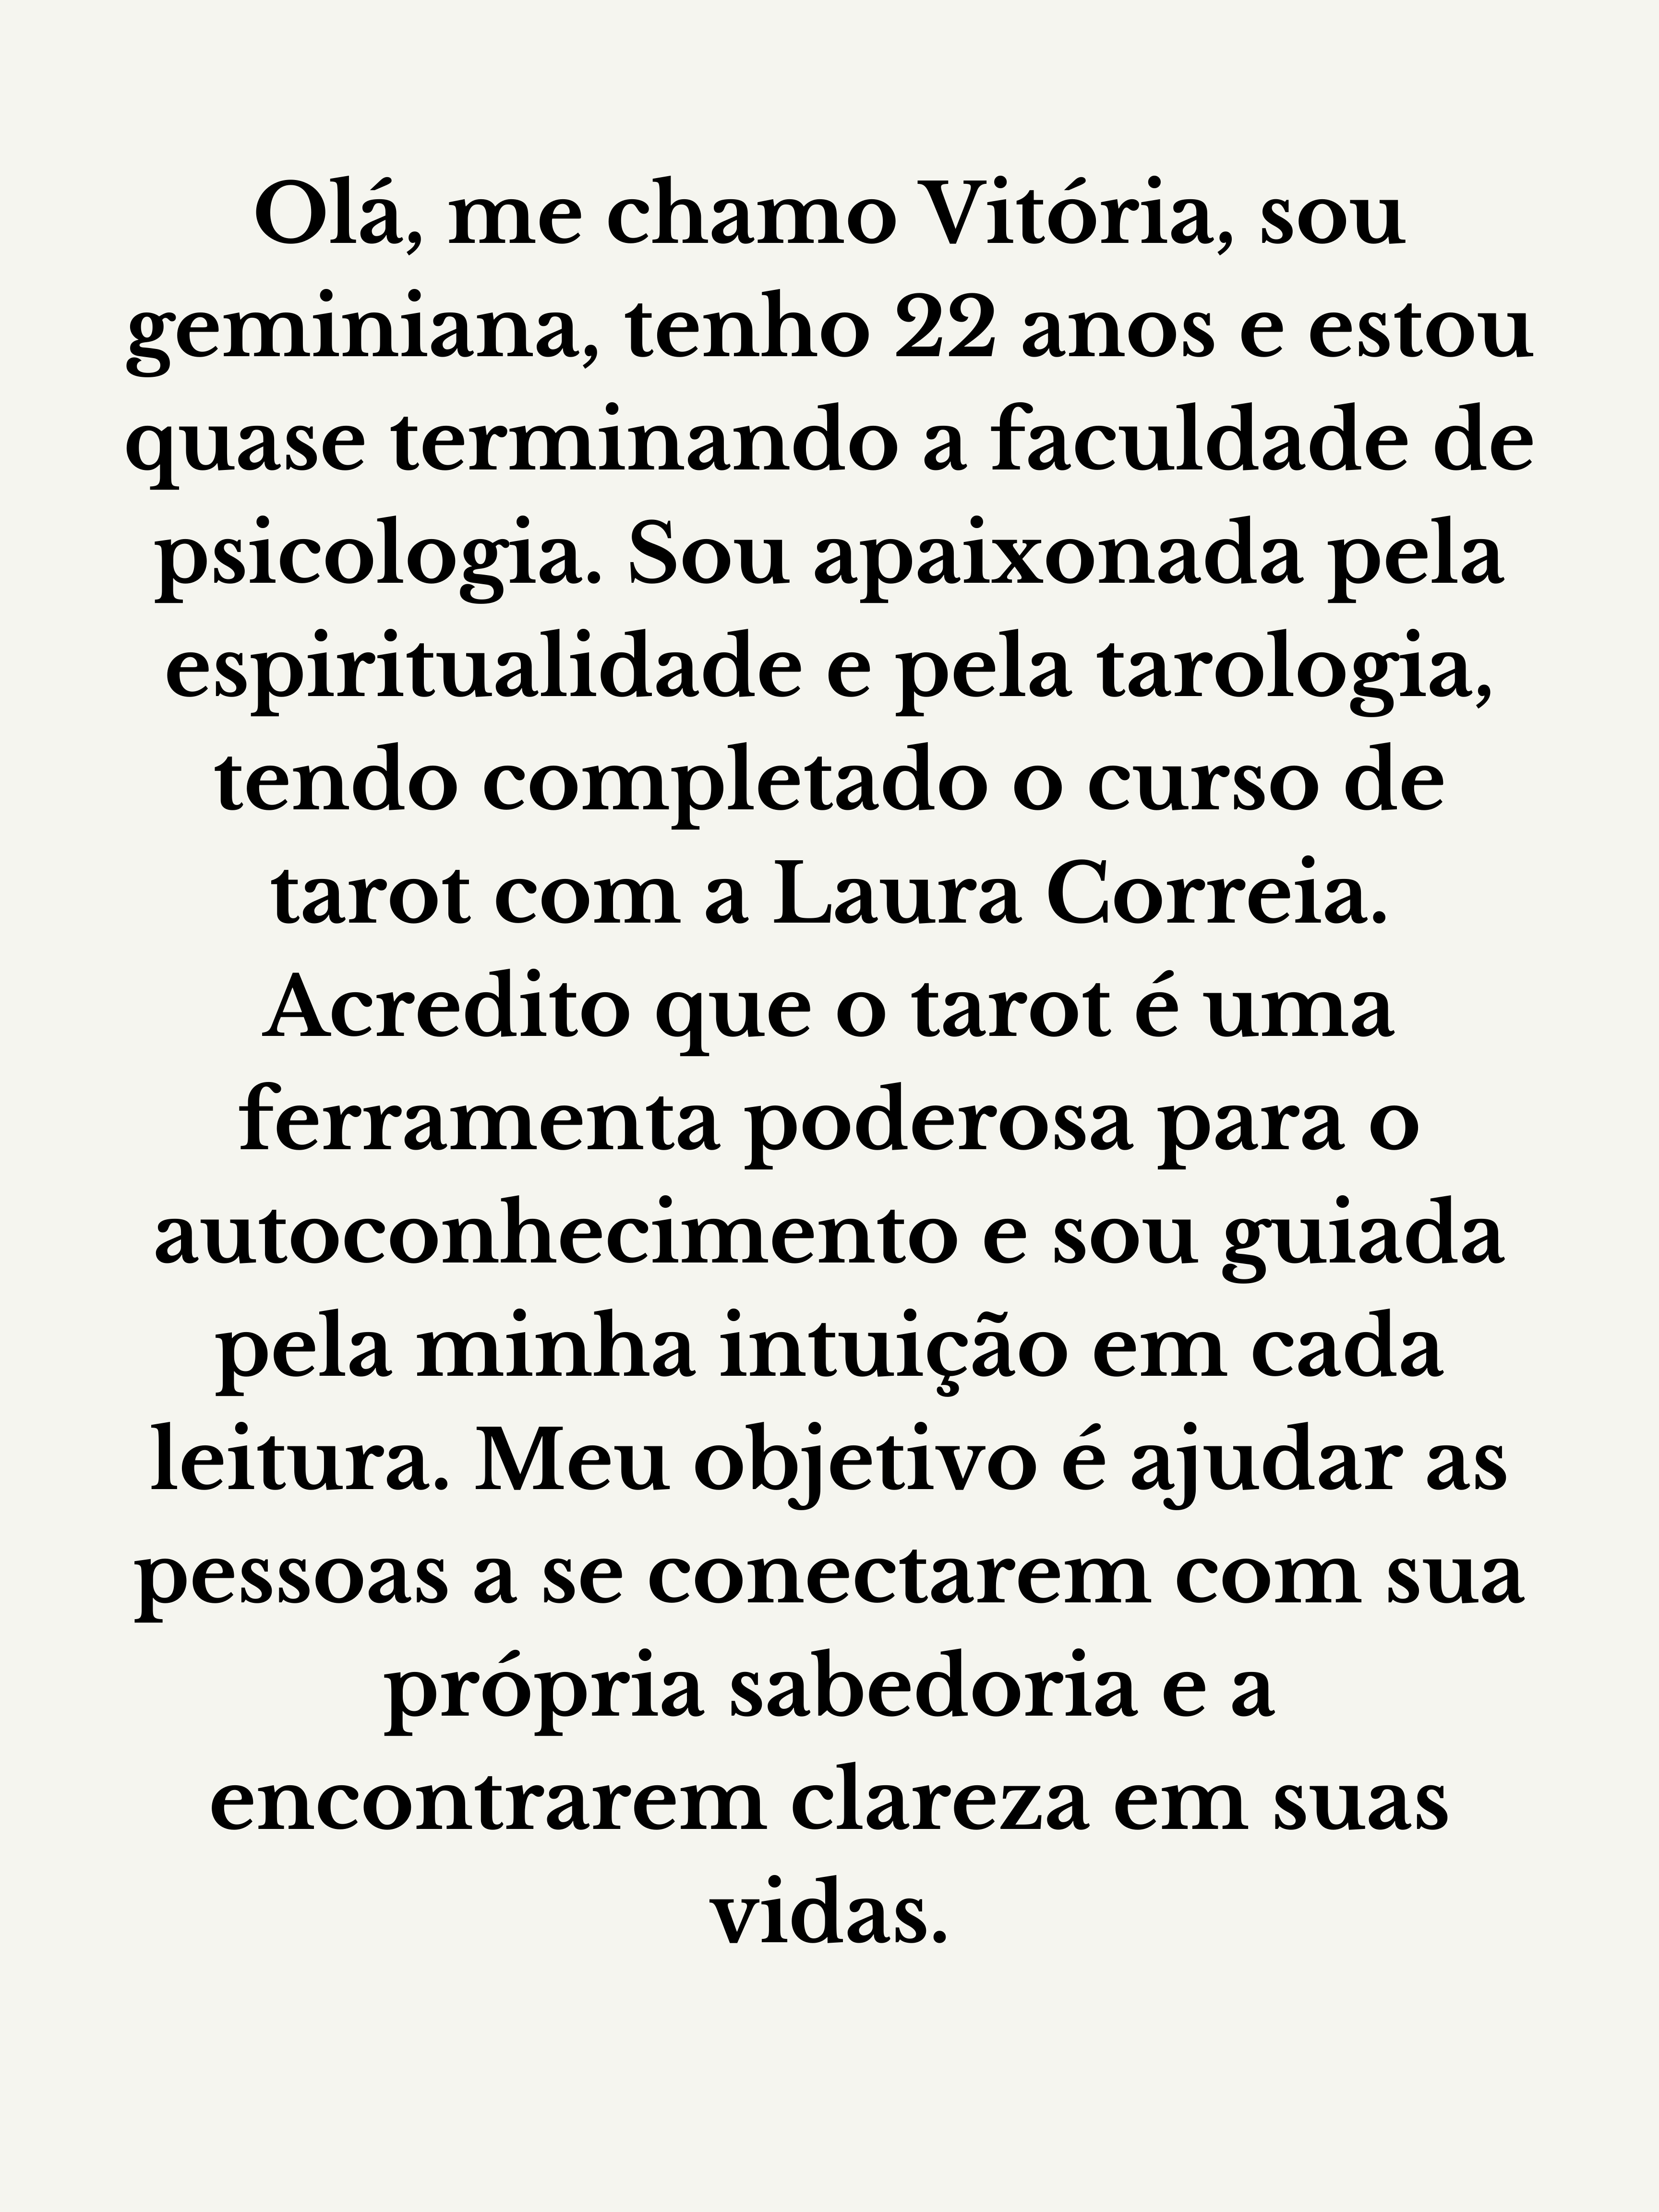 Olá, me chamo Vitória, sou
geminiana, tenho 22 anos e estou
quase terminando a faculdade de
psicologia. Sou apaixonada pela
espiritualidade e pela tarologia,
tendo completado o curso de
tarot com a Laura Correia.
Acredito que o tarot é uma
ferramenta poderosa para o
autoconhecimento e sou guiada
pela minha intuição em cada
leitura. Meu objetivo é ajudar as
pessoas a se conectarem com sua
própria sabedoria e a
encontrarem clareza em suas
vidas.